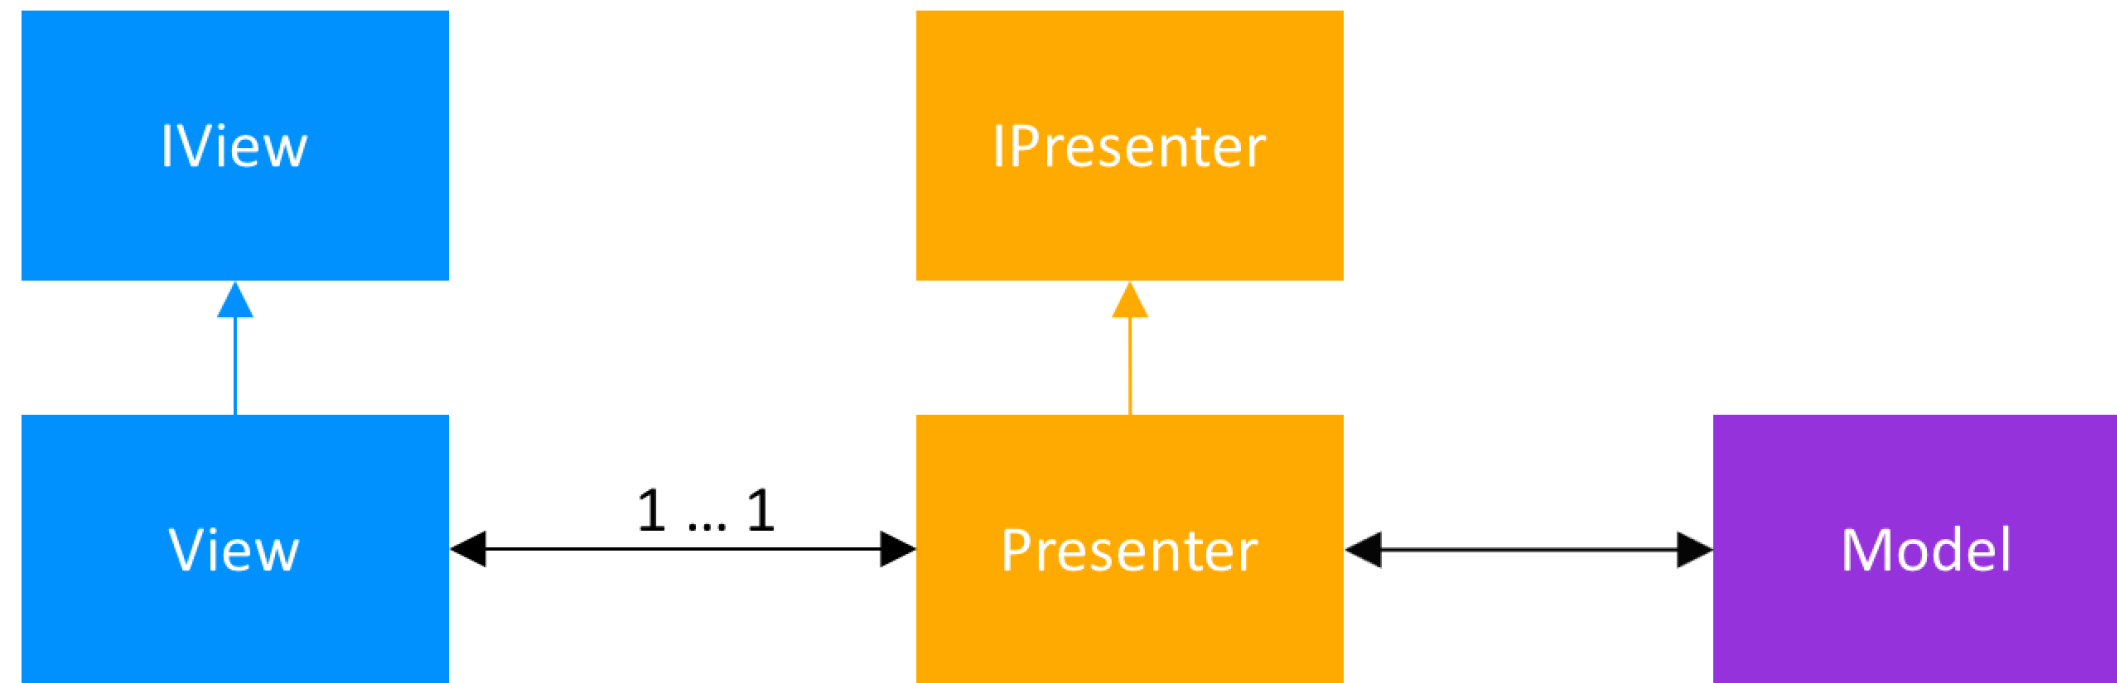 IView
IPresenter
View
1 ... 1
Presenter
Model